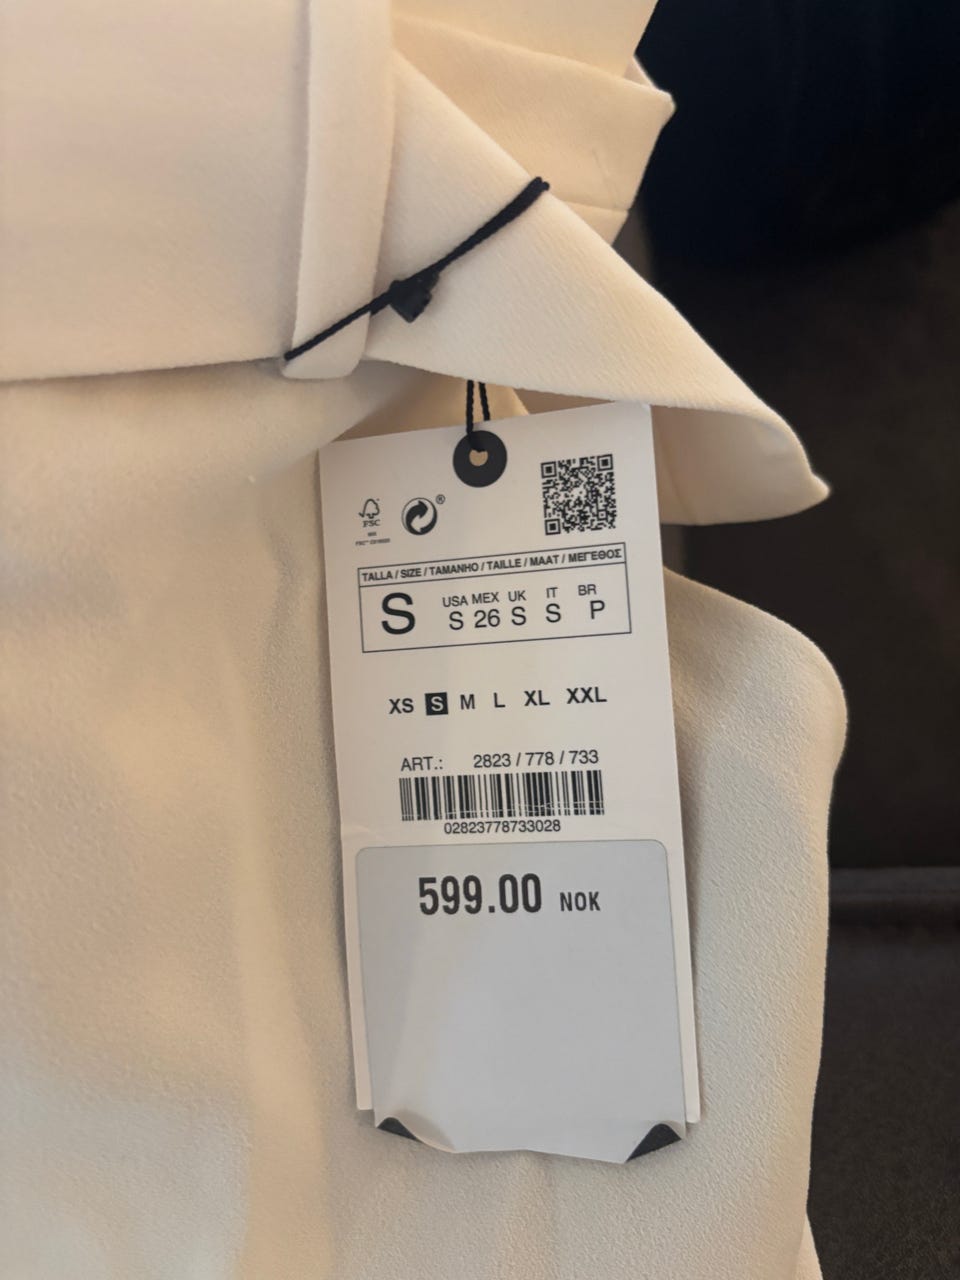 ®
FSC
MIX
TALLA / SIZE / TAMANHO / TAILLE / MAAT / ΜΕΓΕΘΟΣ
S
USA MEX UK IT BR
S 26 S S P
XS S M L XL XXL
ART.: 2823 / 778 / 733
02823778733028
599.00 NOK